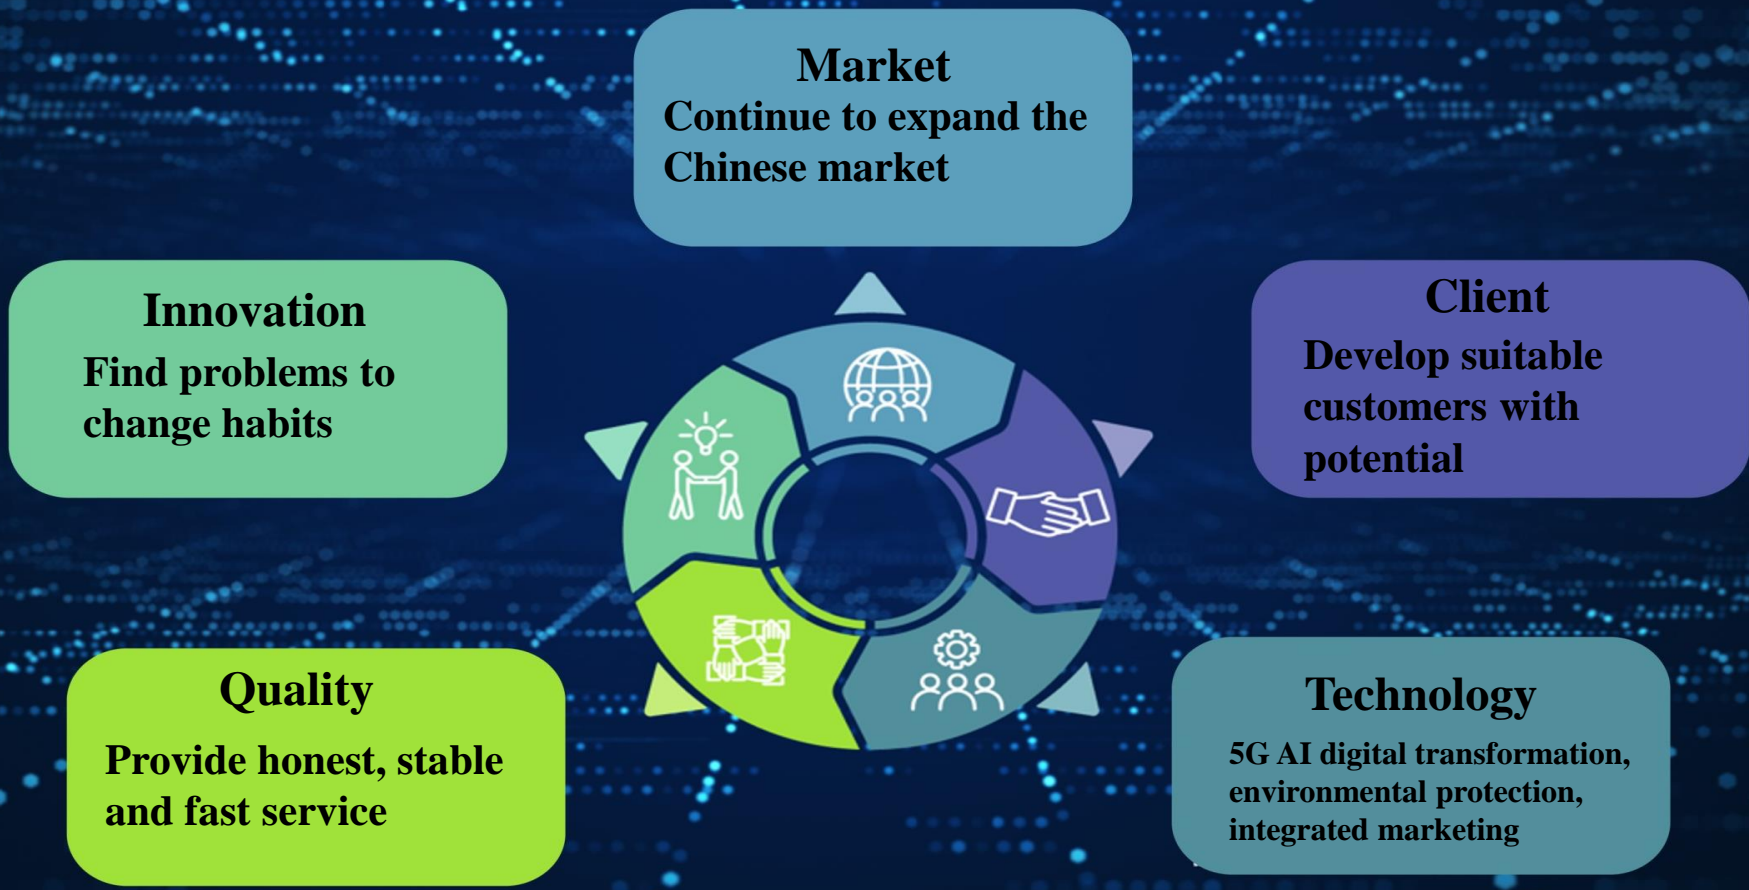 Market
Continue to expand the
Chinese market
Innovation
Find problems to
change habits
Client
Develop suitable
customers with
potential
Quality
Provide honest, stable
and fast service
Technology
5G AI digital transformation,
environmental protection,
integrated marketing